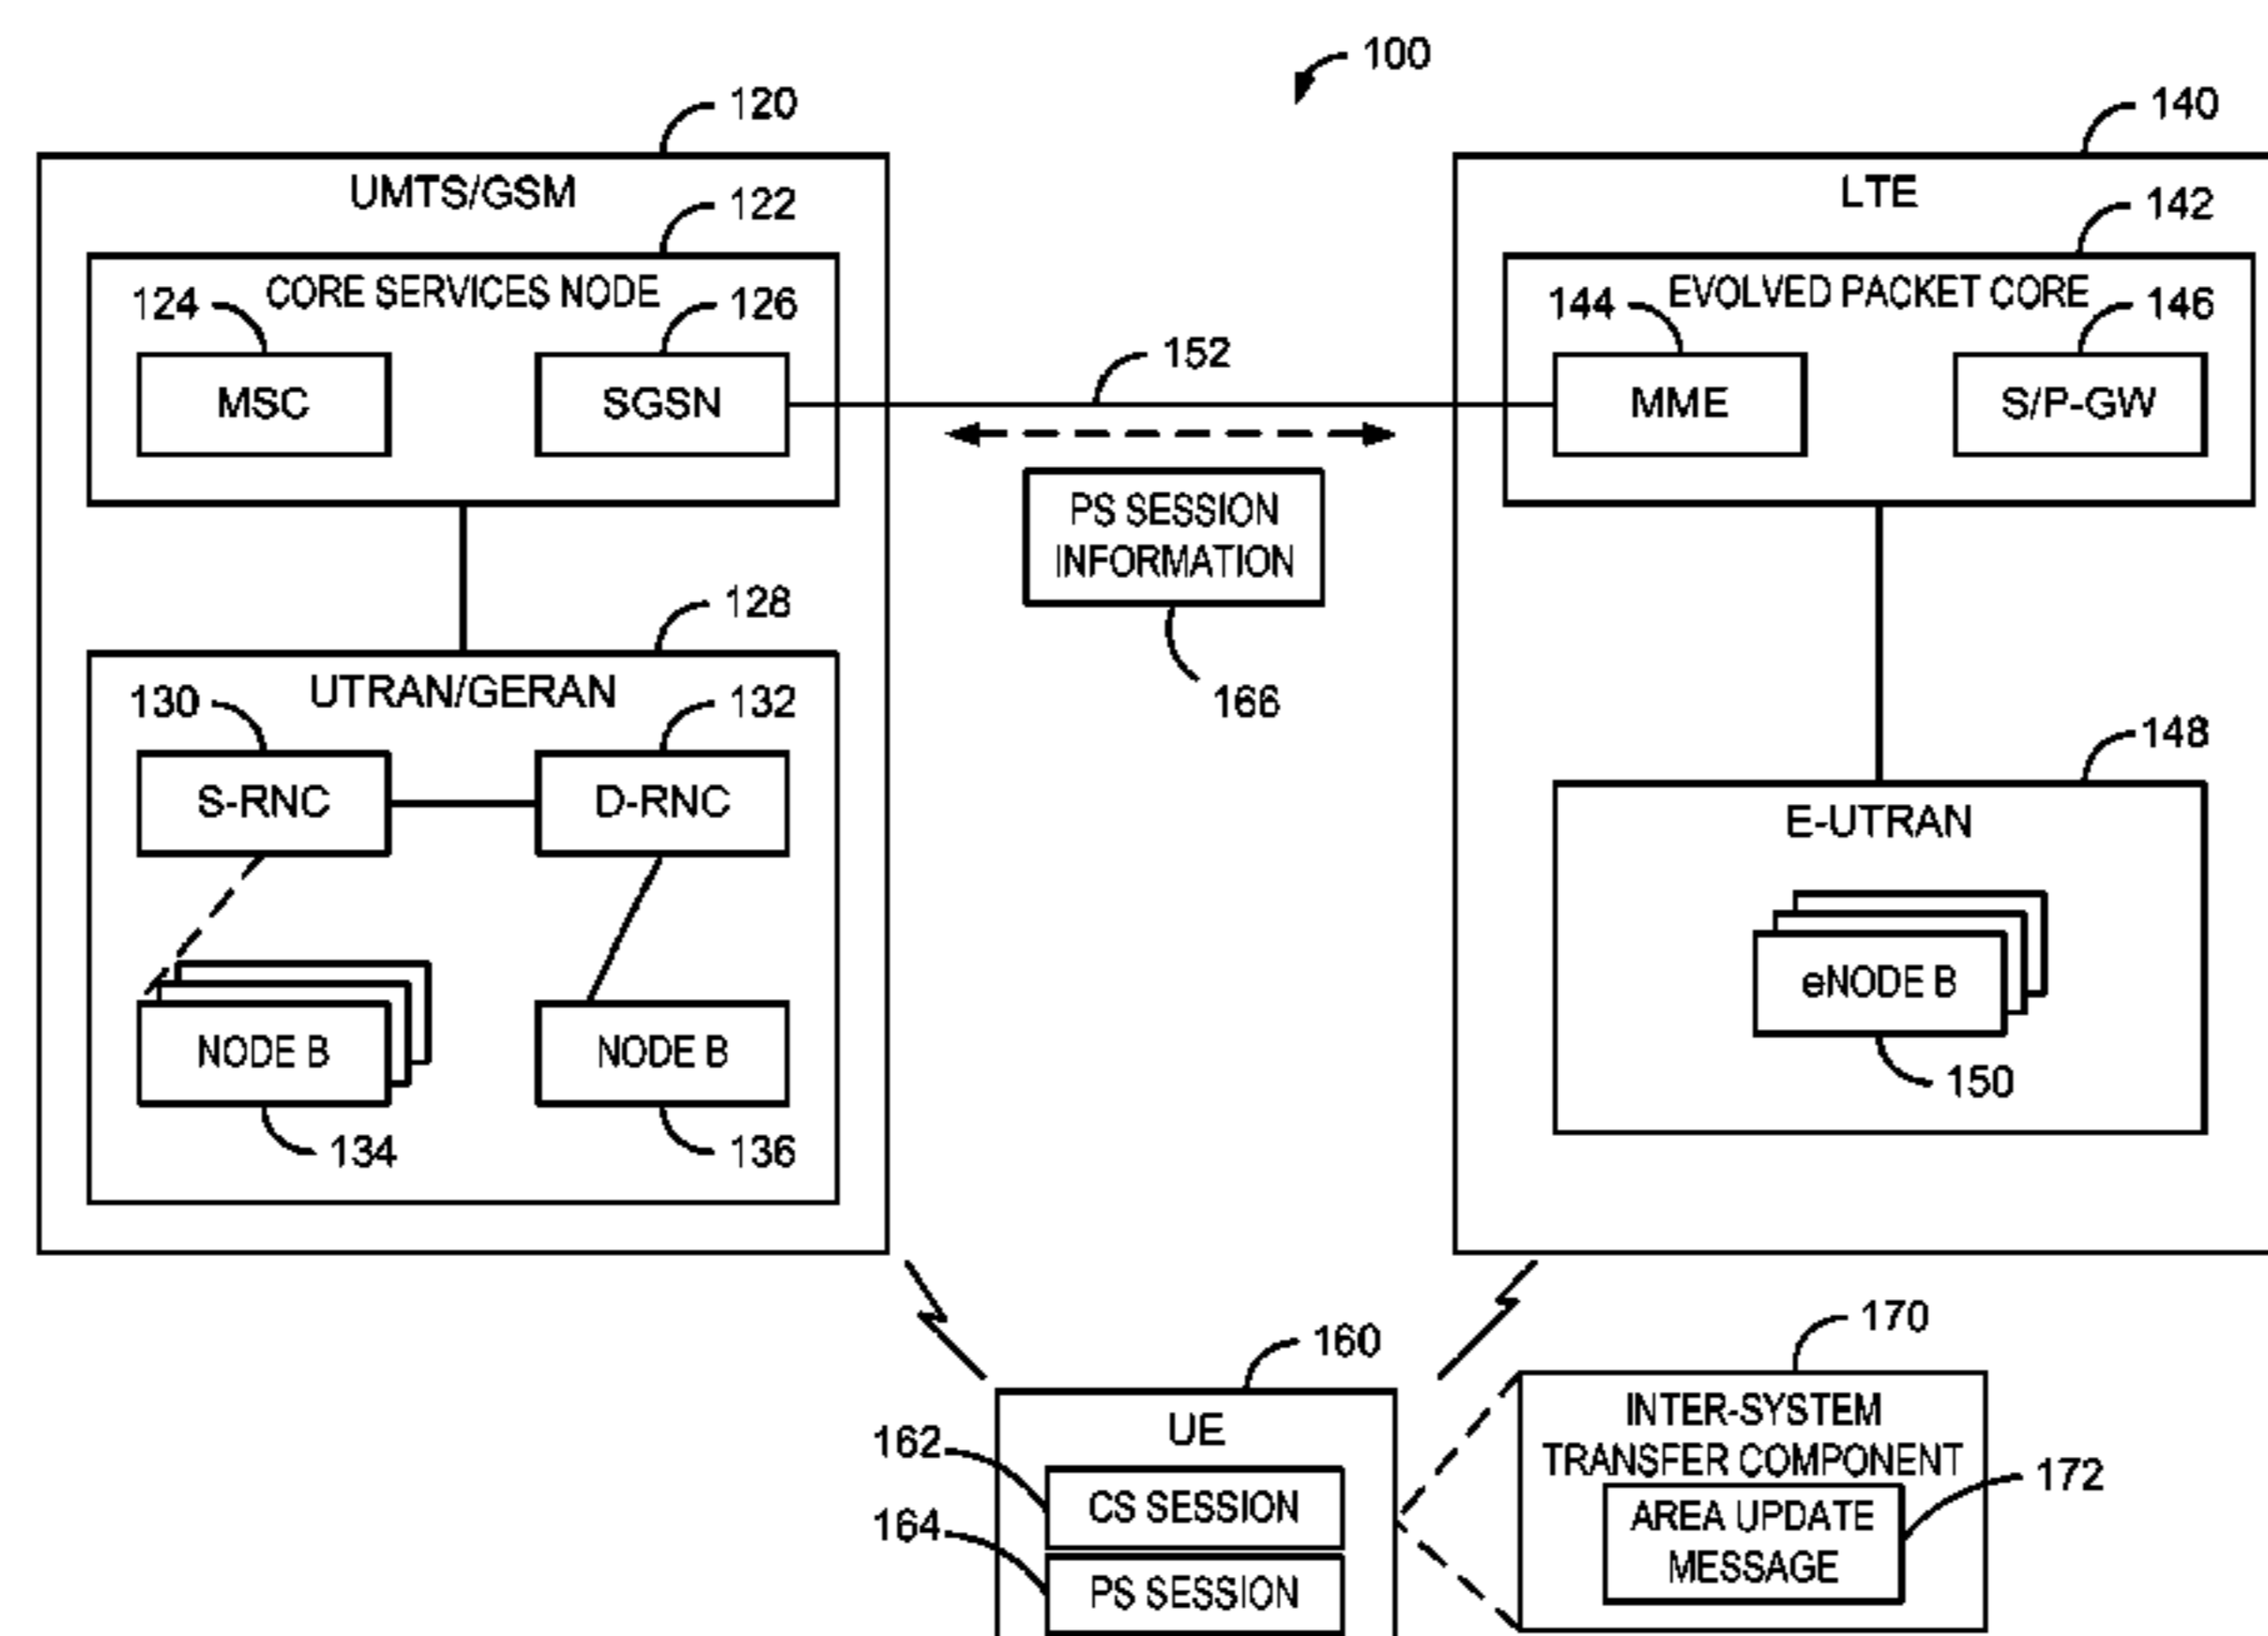 100
120
140
UMTS/GSM
LTE
122
142
CORE SERVICES NODE
EVOLVED PACKET CORE
124
126
144
146
152
MSC
SGSN
MME
S/P-GW
PS SESSION
INFORMATION
166
128
148
UTRAN/GERAN
130
132
S-RNC
D-RNC
E-UTRAN
NODE B
NODE B
eNODE B
134
136
150
160
170
UE
INTER-SYSTEM
TRANSFER COMPONENT
162
CS SESSION
172
164
PS SESSION
AREA UPDATE
MESSAGE